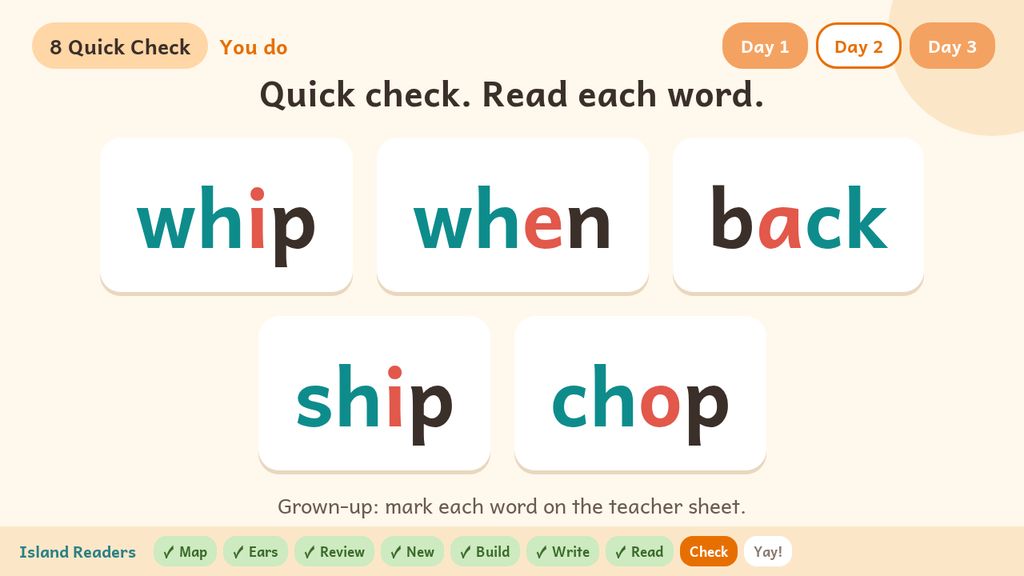 8 Quick Check You do Day 1 Day 2 Day 3
Quick check. Read each word.
whip when back
ship chop
Grown-up: mark each word on the teacher sheet.
Island Readers ✓ Map ✓ Ears ✓ Review ✓ New ✓ Build ✓ Write ✓ Read Check Yay!